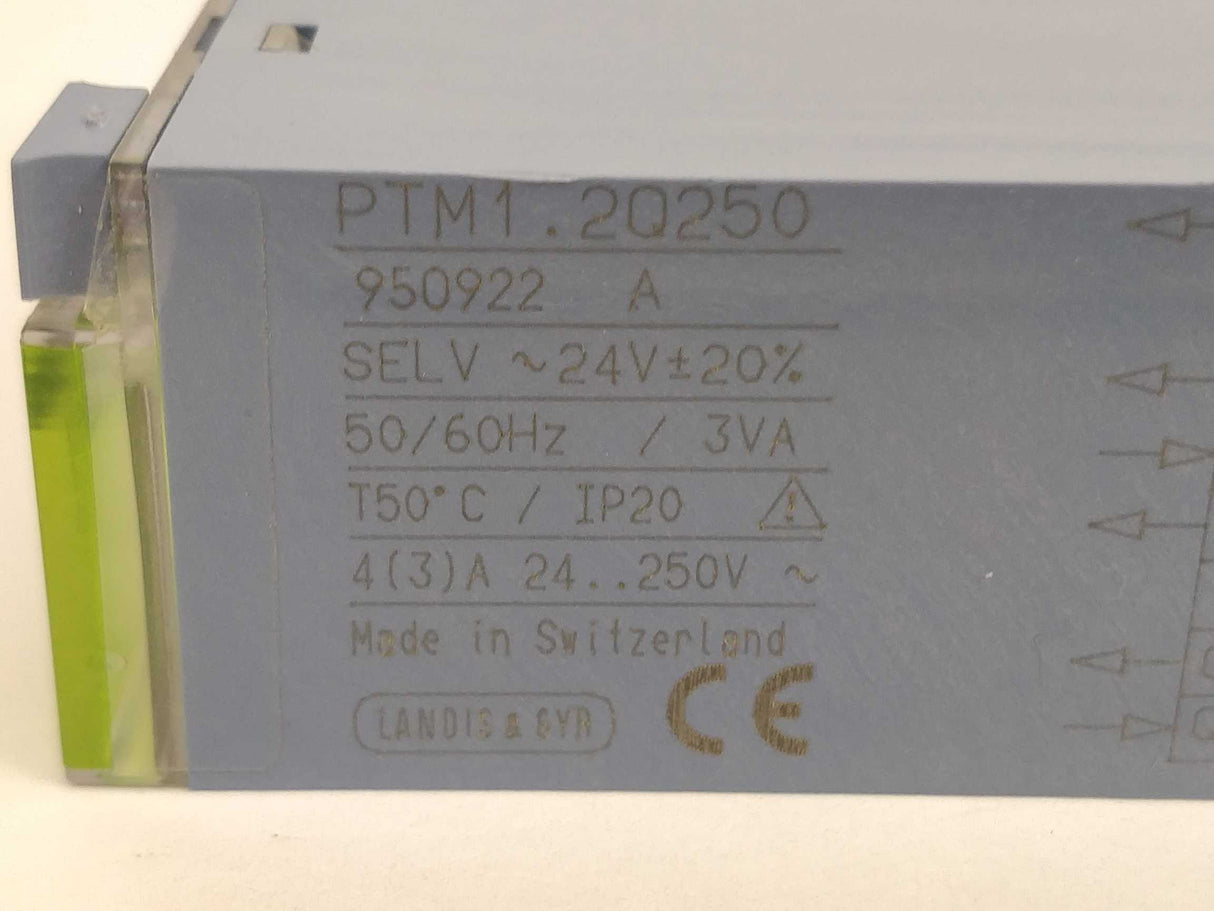 PTM1.2Q250
950922 A
SELV ~24V±20%
50/60Hz / 3VA
T50°C / IP20 ⚠
4(3)A 24..250V ~
Made in Switzerland
LANDIS & GYR CE